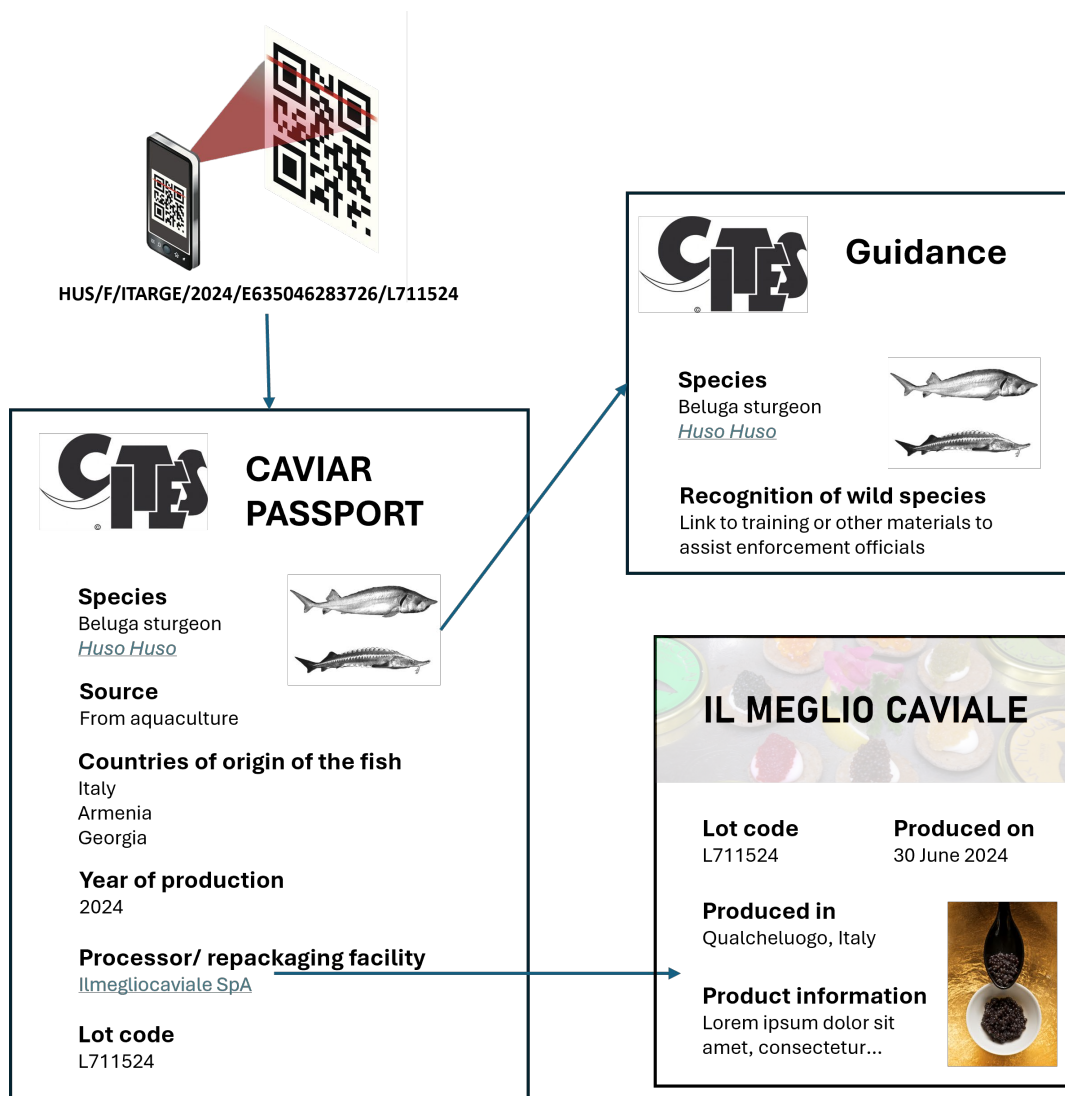 HUS/F/ITARGE/2024/E635046283726/L711524
CITES
©
CAVIAR
PASSPORT
Species
Beluga sturgeon
Huso Huso
Source
From aquaculture
Countries of origin of the fish
Italy
Armenia
Georgia
Year of production
2024
Processor/ repackaging facility
Ilmegliocaviale SpA
Lot code
L711524
CITES
©
Guidance
Species
Beluga sturgeon
Huso Huso
Recognition of wild species
Link to training or other materials to
assist enforcement officials
IL MEGLIO CAVIALE
Lot code
L711524
Produced on
30 June 2024
Produced in
Qualcheluogo, Italy
Product information
Lorem ipsum dolor sit
amet, consectetur...